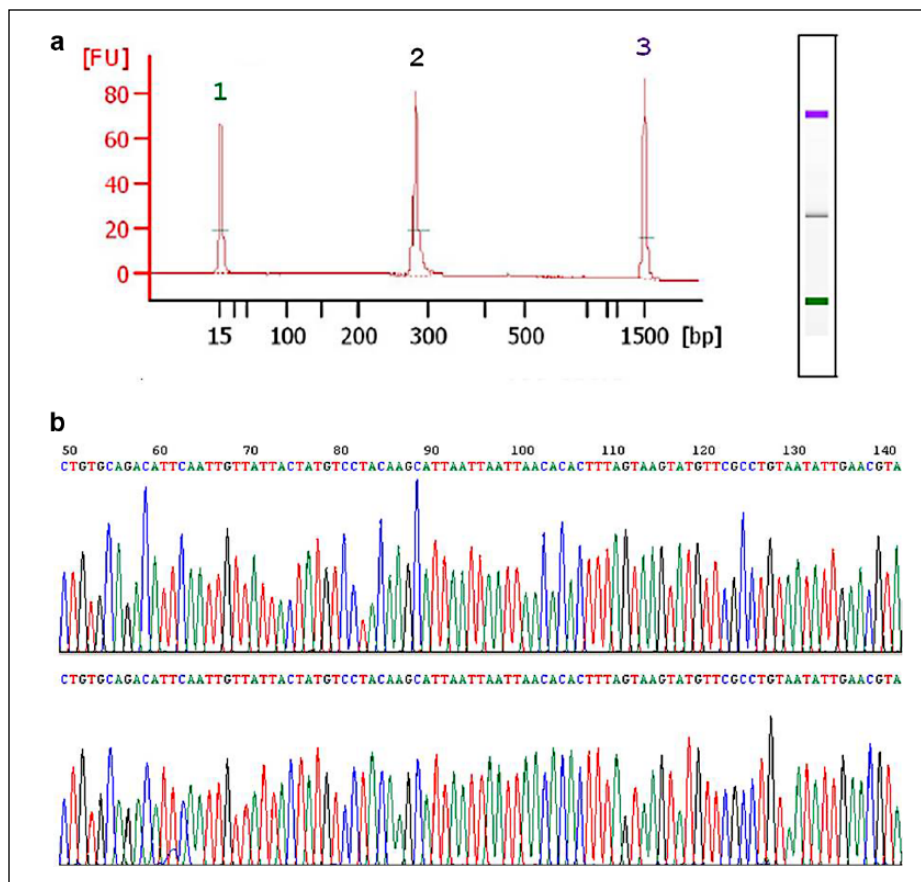 a
[FU]
1
2
3
80
60
40
20
0
15 100 200 300 500 1500 [bp]
b
50 60 70 80 90 100 110 120 130 140
CTGTGCAGACATTCAATTGTTATTACTATGTCCTACAAGCATTAATTAATTAACACACTTTAGTAAGTATGTTCGCCTGTAATATTGAACGTA
CTGTGCAGACATTCAATTGTTATTACTATGTCCTACAAGCATTAATTAATTAACACACTTTAGTAAGTATGTTCGCCTGTAATATTGAACGTA